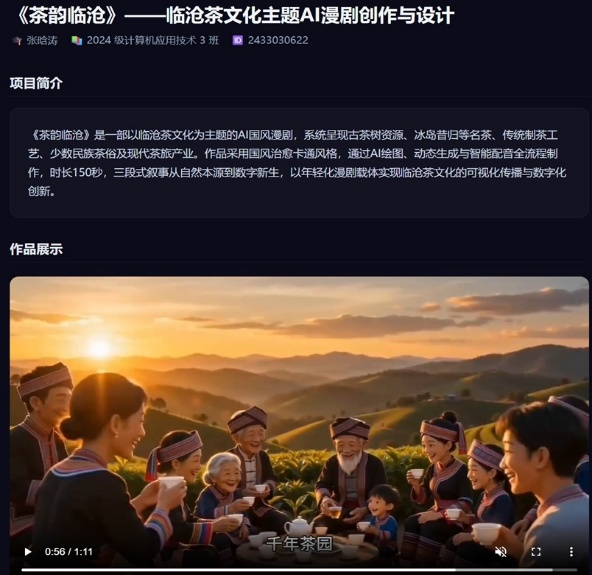 《茶韵临沧》——临沧茶文化主题AI漫剧创作与设计
张晗涛 2024 级计算机应用技术 3 班 ID 2433030622
项目简介
《茶韵临沧》是一部以临沧茶文化为主题的AI国风漫剧，系统呈现古茶树资源、冰岛昔归等名茶、传统制茶工
艺、少数民族茶俗及现代茶旅产业。作品采用国风治愈卡通风格，通过AI绘图、动态生成与智能配音全流程制
作，时长150秒，三段式叙事从自然本源到数字新生，以年轻化漫剧载体实现临沧茶文化的可视化传播与数字化
创新。
作品展示
千年茶园
0:56 / 1:11